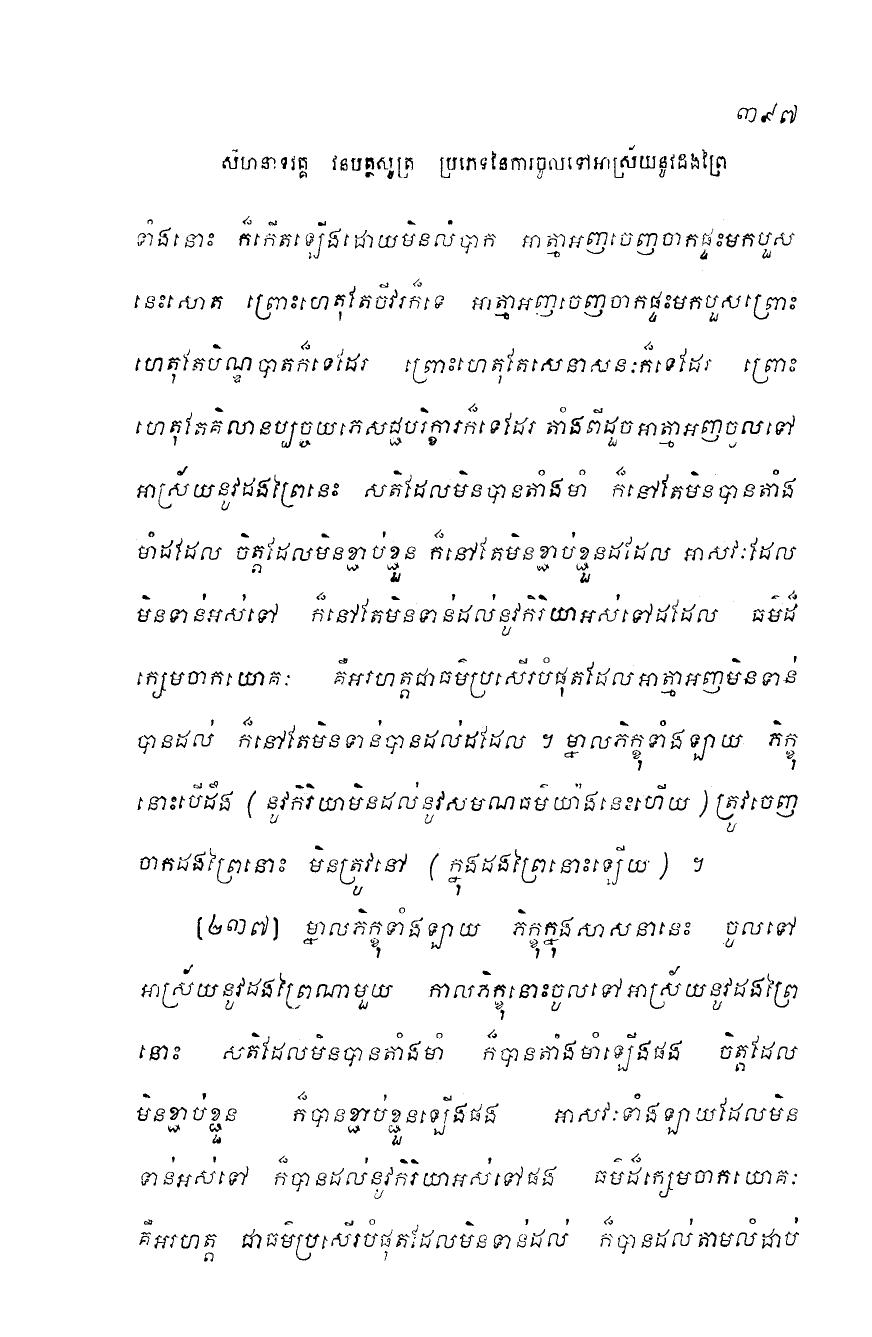 ៣៩៧
សីហនាទវគ្គ វនបត្ថសូត្រ ប្រភេទនៃការចូលទៅអាស្រ័យនូវដងព្រៃ
ទាំងនោះ ក៏កើតឡើងដោយមិនលំបាក អាត្មាអញចេញចាកផ្ទះមកបួស
នេះសោត ព្រោះហេតុតែចីវរក៏ទេ អាត្មាអញចេញចាកផ្ទះមកបួសព្រោះ
ហេតុតែបិណ្ឌបាតក៏ទេដែរ ព្រោះហេតុតែសេនាសនៈក៏ទេដែរ ព្រោះ
ហេតុតែគិលានប្បច្ចយភេសជ្ជបរិក្ខារក៏ទេដែរ តាំងពីដួចអាត្មាអញចូលទៅ
អាស្រ័យនូវដងព្រៃនេះ សតិដែលមិនបានតាំងមាំ ក៏នៅតែមិនបានតាំង
មាំដដែល ចិត្តដែលមិនខ្ជាប់ខ្ជួន ក៏នៅតែមិនខ្ជាប់ខ្ជួនដដែល អាសវៈដែល
មិនទាន់អស់ទៅ ក៏នៅតែមិនទាន់ដល់នូវកិរិយាអស់ទៅដដែល ធម៌ដ៏
ក្សេមចាកយោគៈ គឺអរហត្តជាធម៌ប្រសើរបំផុតដែលអាត្មាអញមិនទាន់
បានដល់ ក៏នៅតែមិនទាន់បានដល់ដដែល ។ ម្នាលភិក្ខុទាំងឡាយ ភិក្ខុ
នោះបើដឹង ( នូវកិរិយាមិនដល់នូវសមណធម៌យ៉ាងនេះហើយ ) ត្រូវចេញ
ចាកដងព្រៃនោះ មិនត្រូវនៅ ( ក្នុងដងព្រៃនោះឡើយ ) ។
[២៣៧] ម្នាលភិក្ខុទាំងឡាយ ភិក្ខុក្នុងសាសនានេះ ចូលទៅ
អាស្រ័យនូវដងព្រៃណាមួយ កាលភិក្ខុនោះចូលទៅអាស្រ័យនូវដងព្រៃ
នោះ សតិដែលមិនបានតាំងមាំ ក៏បានតាំងមាំឡើងផង ចិត្តដែល
មិនខ្ជាប់ខ្ជួន ក៏បានខ្ជាប់ខ្ជួនឡើងផង អាសវៈទាំងឡាយដែលមិន
ទាន់អស់ទៅ ក៏បានដល់នូវកិរិយាអស់ទៅផង ធម៌ដ៏ក្សេមចាកយោគៈ
គឺអរហត្ត ជាធម៌ប្រសើរបំផុតដែលមិនទាន់ដល់ ក៏បានដល់តាមលំដាប់